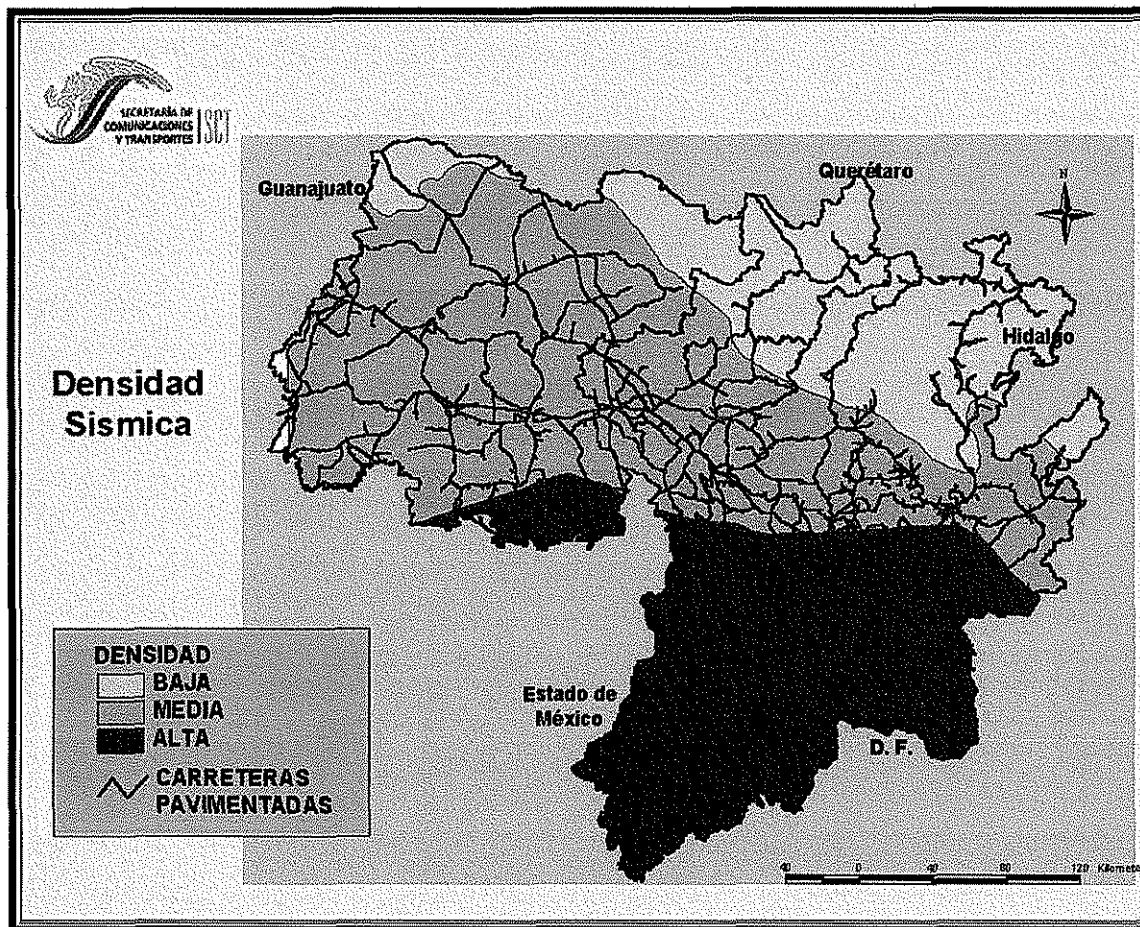 SECRETARÍA DE
COMUNICACIONES
Y TRANSPORTES
SCT
Guanajuato
Querétaro
N
Hidalgo
Densidad
Sismica
DENSIDAD
BAJA
MEDIA
ALTA
CARRETERAS
PAVIMENTADAS
Estado de
México
D. F.
40 0 40 80 120 Kilomete